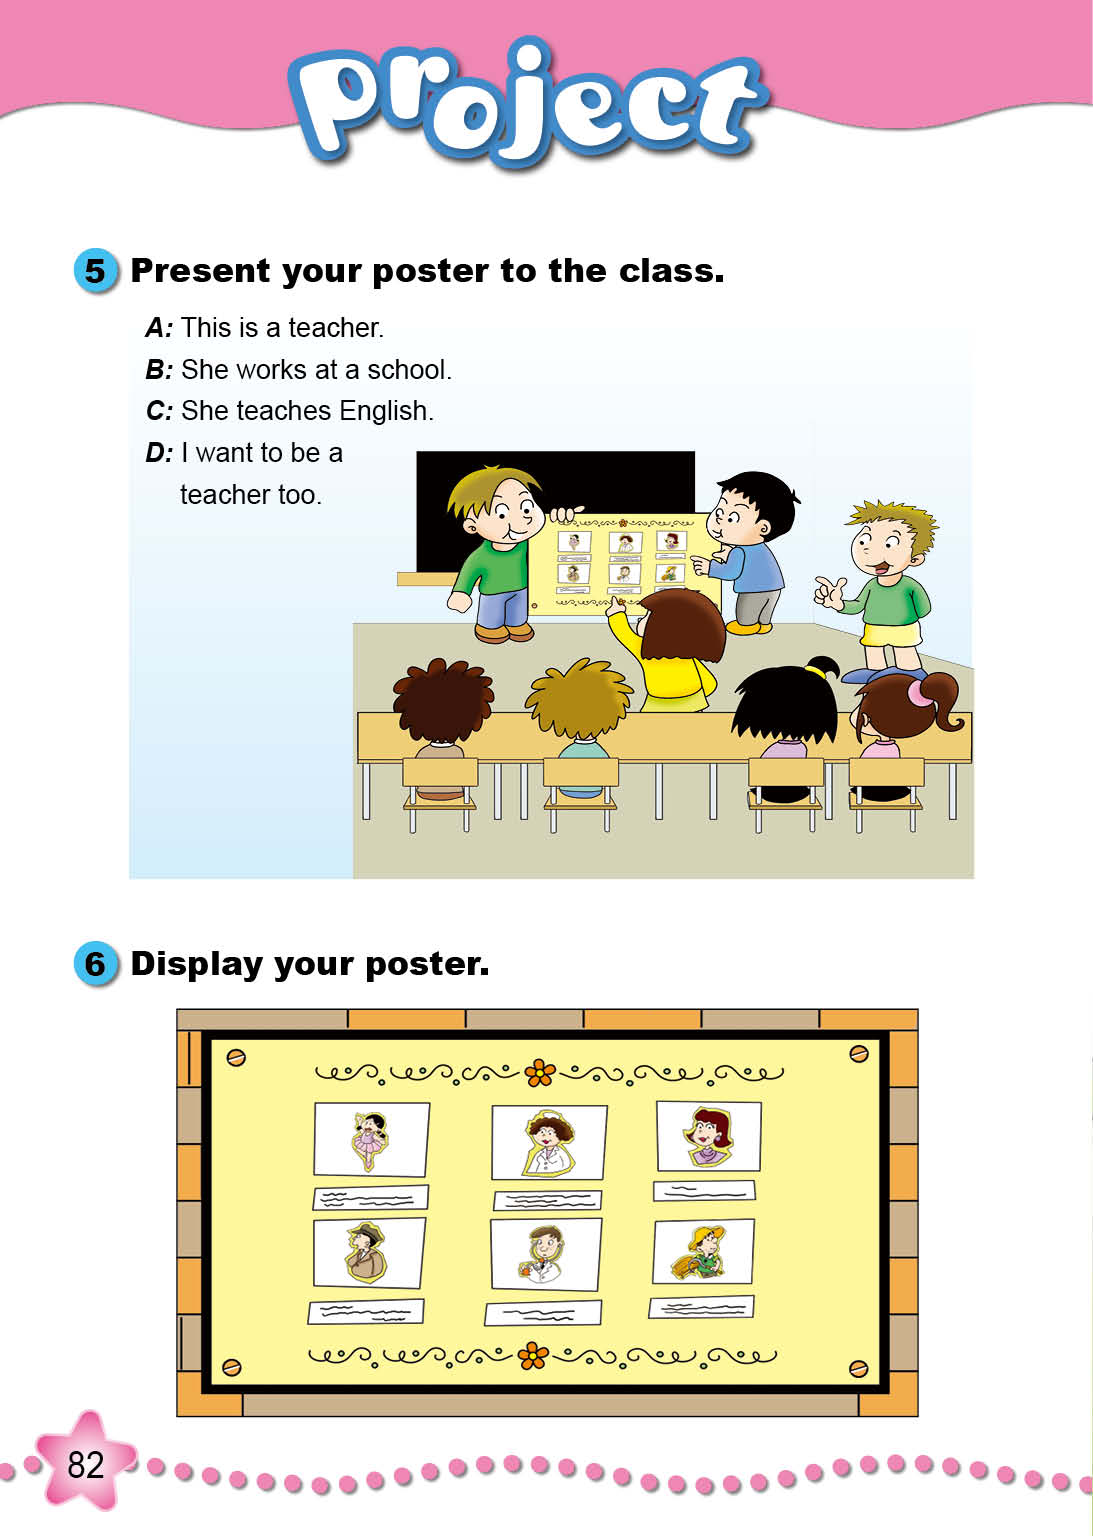 project
5 Present your poster to the class.
A: This is a teacher.
B: She works at a school.
C: She teaches English.
D: I want to be a
teacher too.
6 Display your poster.
82